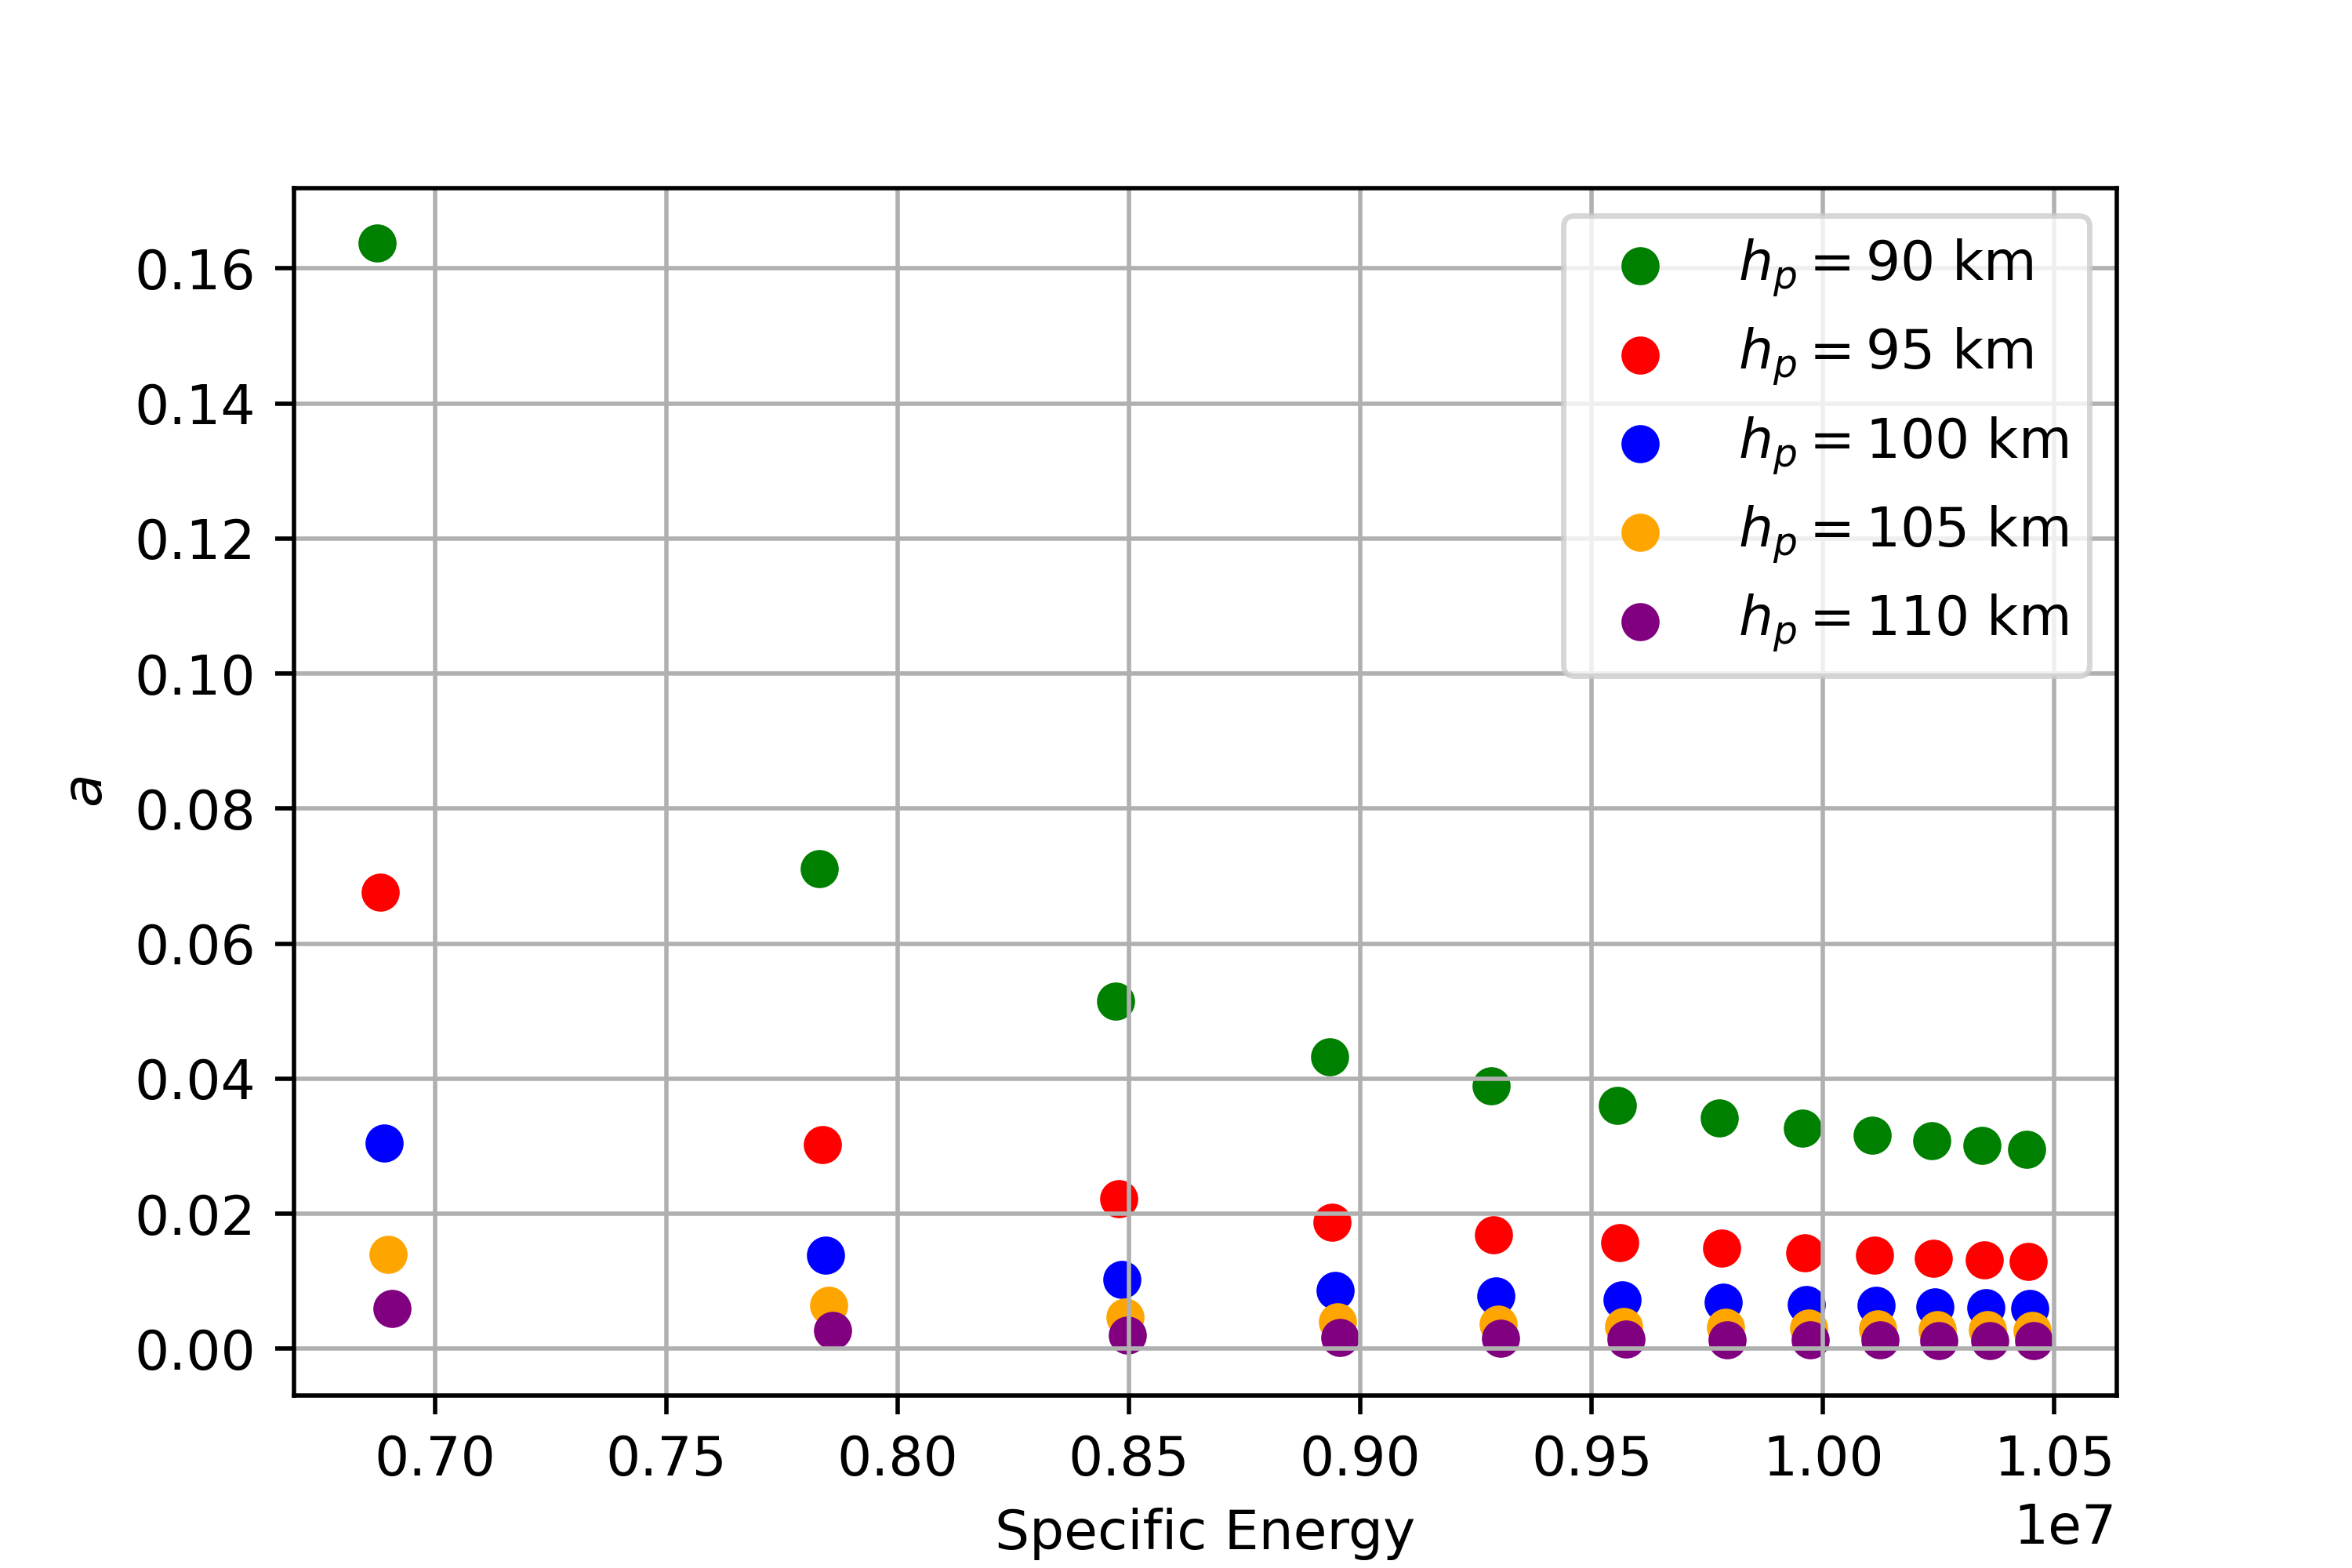 0.16
0.14
0.12
0.10
0.08
0.06
0.04
0.02
0.00
a
h_p = 90 km
h_p = 95 km
h_p = 100 km
h_p = 105 km
h_p = 110 km
0.70 0.75 0.80 0.85 0.90 0.95 1.00 1.05
Specific Energy
1e7